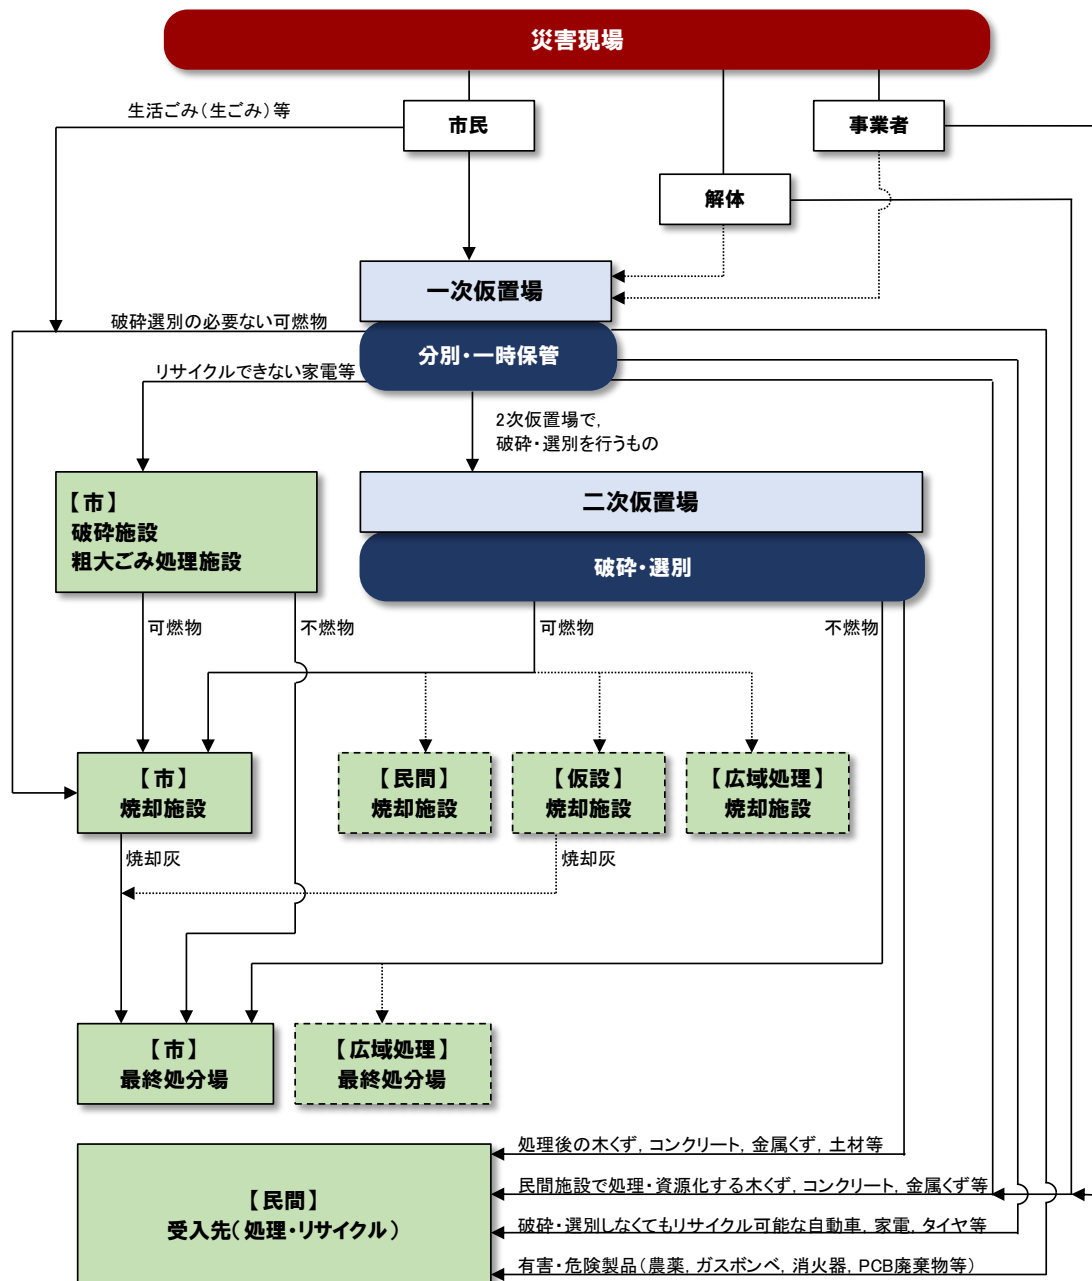 災害現場
生活ごみ(生ごみ)等
市民
事業者
解体
一次仮置場
破砕選別の必要ない可燃物
分別・一時保管
リサイクルできない家電等
2次仮置場で,
破砕・選別を行うもの
【市】
破砕施設
粗大ごみ処理施設
二次仮置場
破砕・選別
可燃物
不燃物
可燃物
不燃物
【市】
焼却施設
【民間】
焼却施設
【仮設】
焼却施設
【広域処理】
焼却施設
焼却灰
焼却灰
【市】
最終処分場
【広域処理】
最終処分場
【民間】
受入先(処理・リサイクル)
処理後の木くず, コンクリート, 金属くず, 土材等
民間施設で処理・資源化する木くず, コンクリート, 金属くず等
破砕・選別しなくてもリサイクル可能な自動車, 家電, タイヤ等
有害・危険製品(農薬, ガスボンベ, 消火器, PCB廃棄物等)